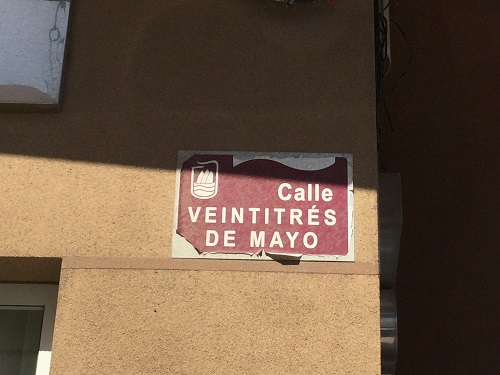 Calle
VEINTITRÉS
DE MAYO